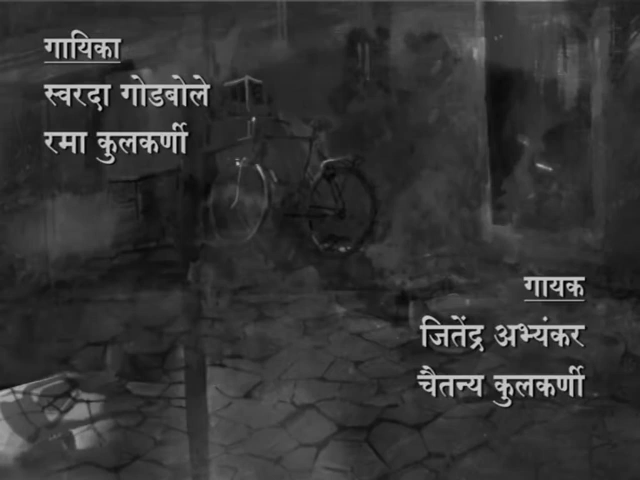 गायिका
स्वरदा गोडबोले
रमा कुलकर्णी
गायक
जितेंद्र अभ्यंकर
चैतन्य कुलकर्णी